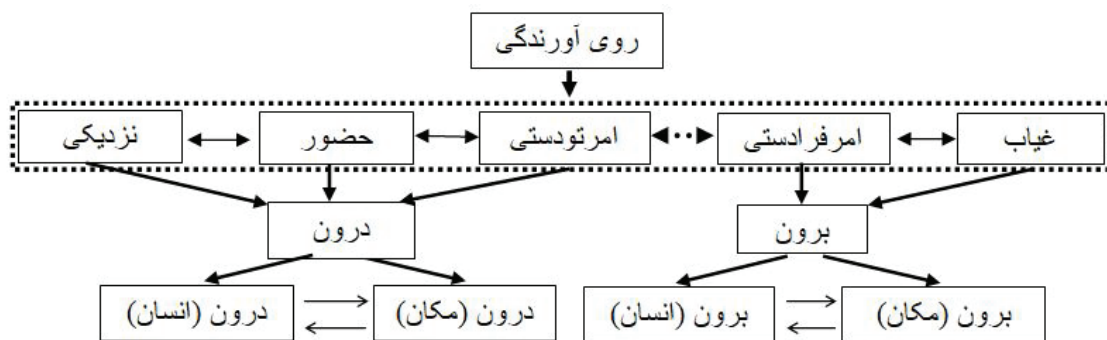 روی آورندگی
غیاب
امرفرادستی
امرتودستی
حضور
نزدیکی
برون
درون
برون (مکان)
برون (انسان)
درون (مکان)
درون (انسان)